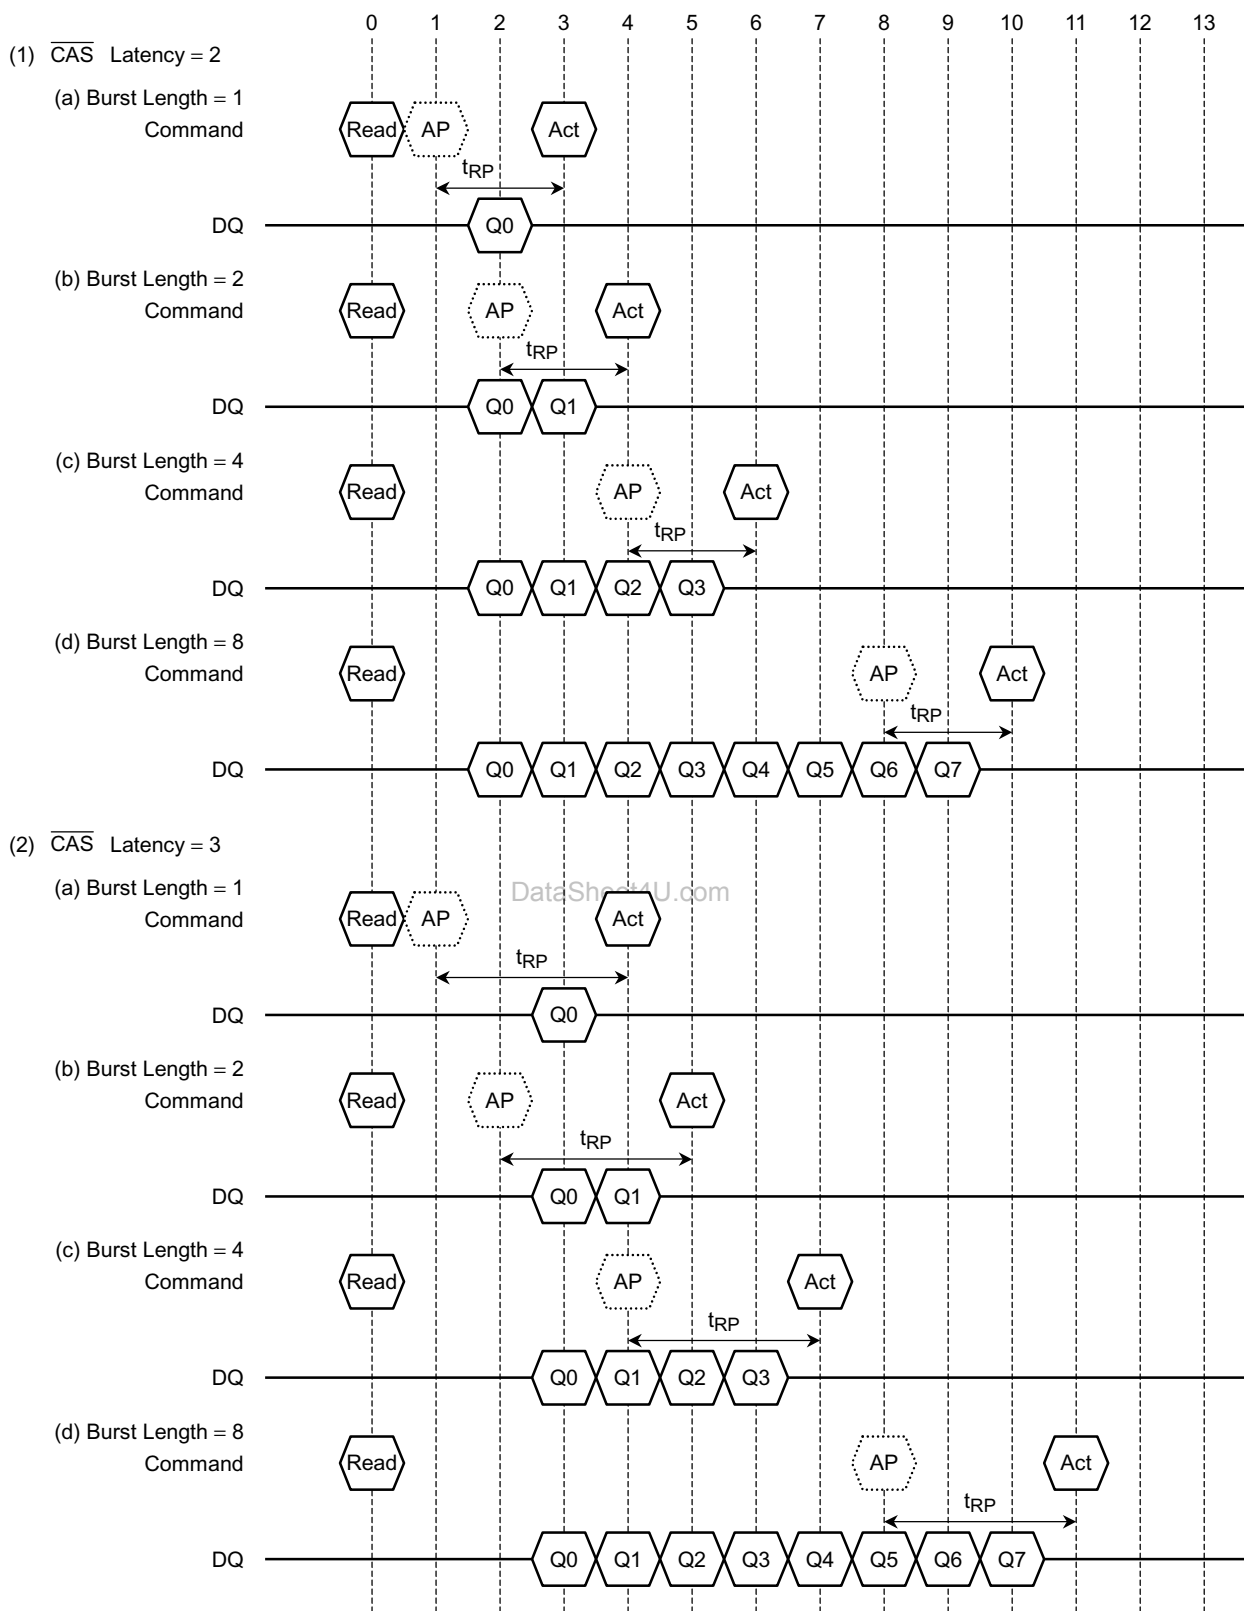 0 1 2 3 4 5 6 7 8 9 10 11 12 13
(1) CAS Latency = 2
(a) Burst Length = 1
Command Read AP Act
tRP
DQ Q0
(b) Burst Length = 2
Command Read AP Act
tRP
DQ Q0 Q1
(c) Burst Length = 4
Command Read AP Act
tRP
DQ Q0 Q1 Q2 Q3
(d) Burst Length = 8
Command Read AP Act
tRP
DQ Q0 Q1 Q2 Q3 Q4 Q5 Q6 Q7
(2) CAS Latency = 3
(a) Burst Length = 1
DataSheet4U.com
Command Read AP Act
tRP
DQ Q0
(b) Burst Length = 2
Command Read AP Act
tRP
DQ Q0 Q1
(c) Burst Length = 4
Command Read AP Act
tRP
DQ Q0 Q1 Q2 Q3
(d) Burst Length = 8
Command Read AP Act
tRP
DQ Q0 Q1 Q2 Q3 Q4 Q5 Q6 Q7